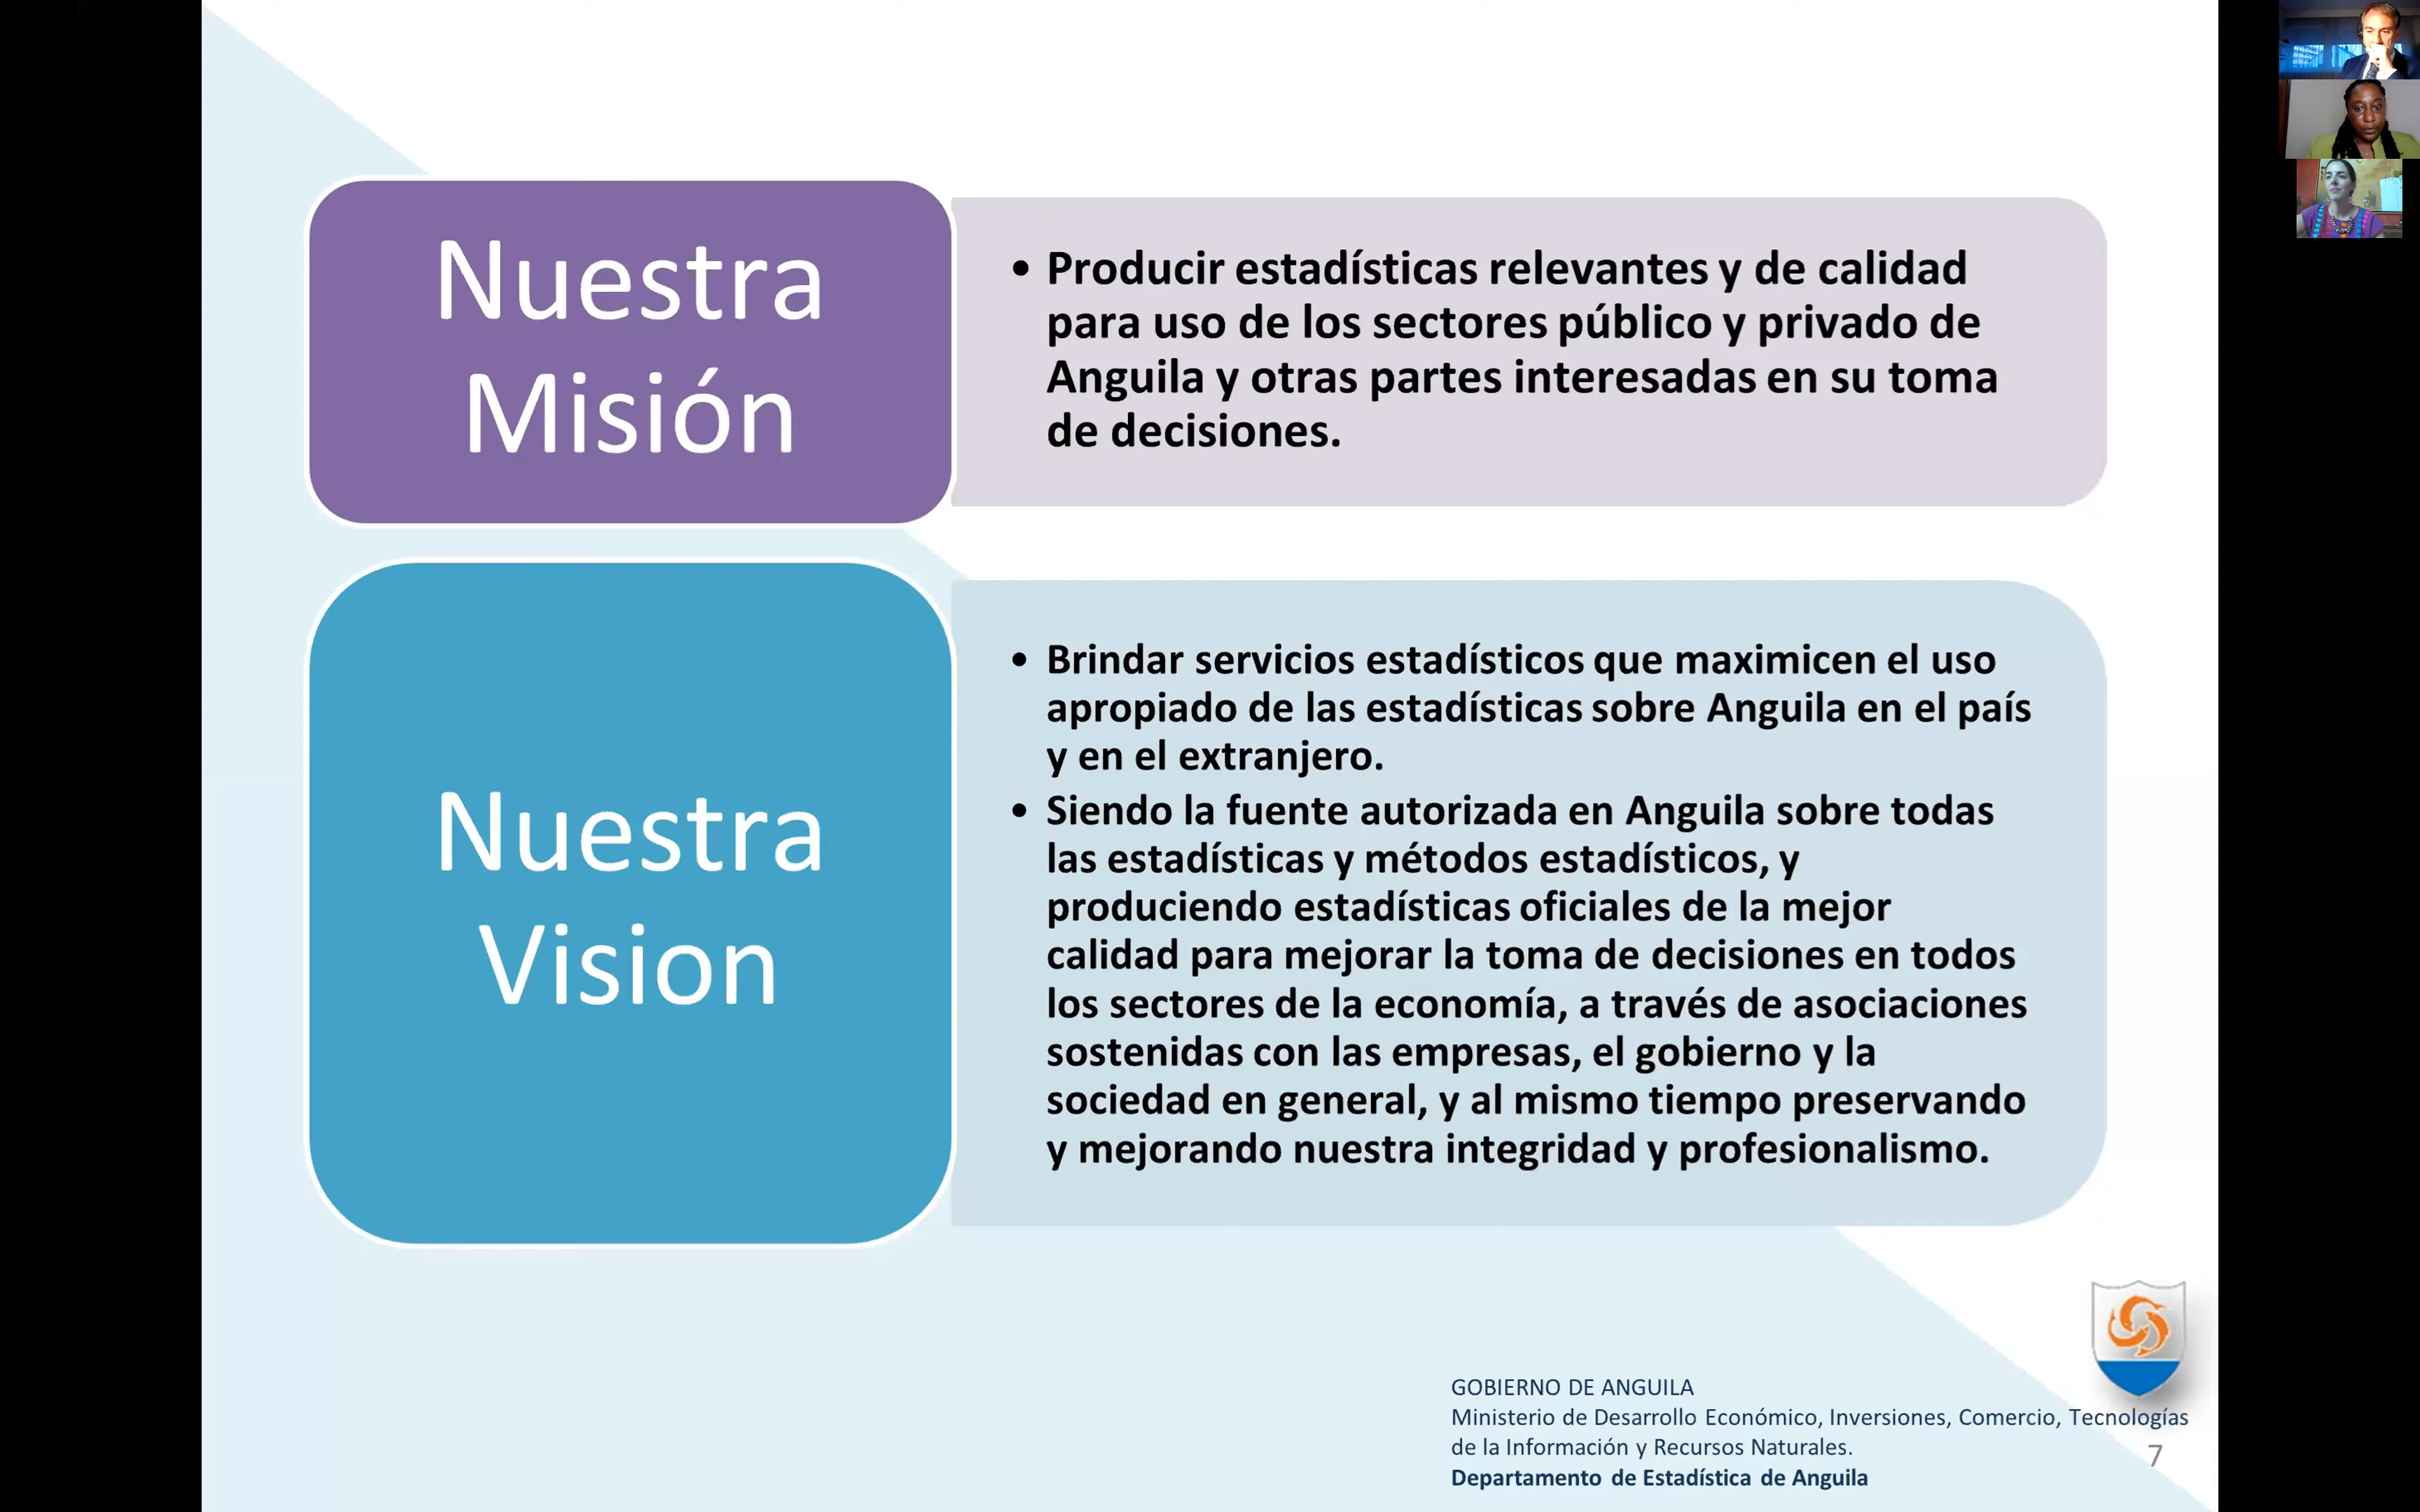 Nuestra
Misión
• Producir estadísticas relevantes y de calidad
para uso de los sectores público y privado de
Anguila y otras partes interesadas en su toma
de decisiones.
Nuestra
Vision
• Brindar servicios estadísticos que maximicen el uso
apropiado de las estadísticas sobre Anguila en el país
y en el extranjero.
• Siendo la fuente autorizada en Anguila sobre todas
las estadísticas y métodos estadísticos, y
produciendo estadísticas oficiales de la mejor
calidad para mejorar la toma de decisiones en todos
los sectores de la economía, a través de asociaciones
sostenidas con las empresas, el gobierno y la
sociedad en general, y al mismo tiempo preservando
y mejorando nuestra integridad y profesionalismo.
GOBIERNO DE ANGUILA
Ministerio de Desarrollo Económico, Inversiones, Comercio, Tecnologías
de la Información y Recursos Naturales.
Departamento de Estadística de Anguila
7